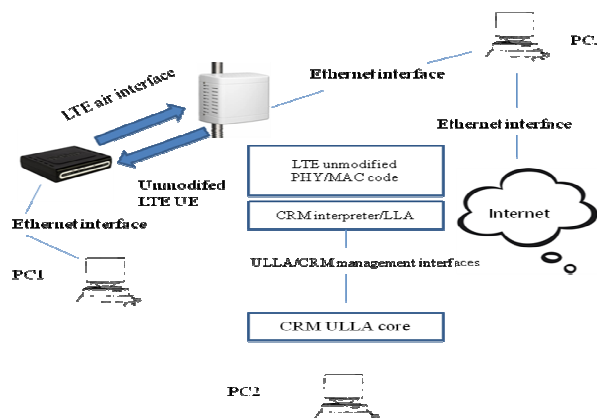 PC
Ethernet interface
LTE air interface
Ethernet interface
LTE unmodified
PHY/MAC code
Unmodifed
LTE UE
CRM interpreter/LLA
Internet
Ethernet interface
ULLA/CRM management interfaces
PC1
CRM ULLA core
PC2